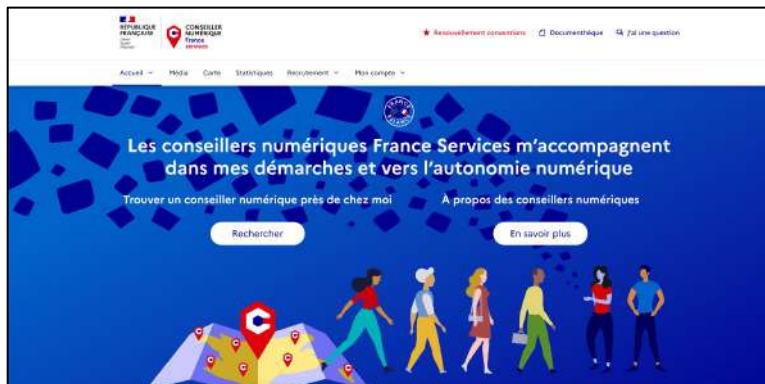 RÉPUBLIQUE
FRANÇAISE
CONSEILLER
NUMÉRIQUE
France
services
Renouvellement conventions
Documenthèque
J'ai une question
Accueil
Média
Carte
Statistiques
Recrutement
Mon compte
Les conseillers numériques France Services m'accompagnent
dans mes démarches et vers l'autonomie numérique
Trouver un conseiller numérique près de chez moi
À propos des conseillers numériques
Rechercher
En savoir plus